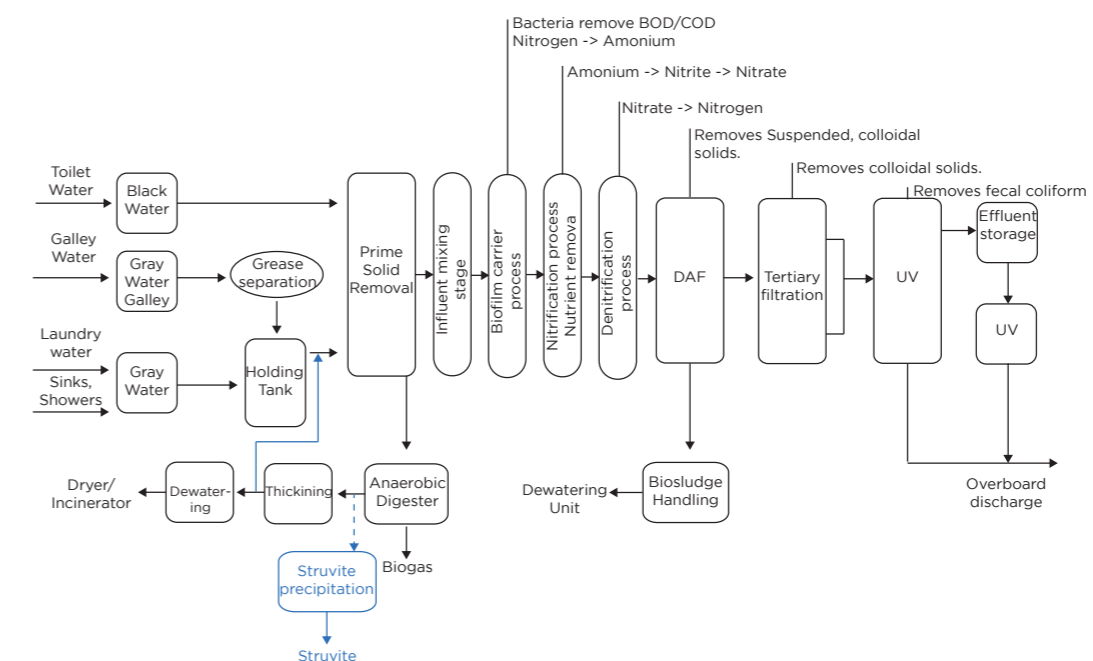 Bacteria remove BOD/COD
Nitrogen -> Amonium
Amonium -> Nitrite -> Nitrate
Nitrate -> Nitrogen
Removes Suspended, colloidal
solids.
Removes colloidal solids.
Removes fecal coliform
Toilet
Water
Black
Water
Galley
Water
Gray
Water
Galley
Grease
separation
Laundry
water
Sinks,
Showers
Gray
Water
Holding
Tank
Prime
Solid
Removal
Influent mixing
stage
Biofilm carrier
process
Nitrification process
Nutrient remova
Denitrification
process
DAF
Tertiary
filtration
UV
Effluent
storage
UV
Overboard
discharge
Dryer/
Incinerator
Dewater-
ing
Thickining
Anaerobic
Digester
Biogas
Struvite
precipitation
Struvite
Dewatering
Unit
Biosludge
Handling